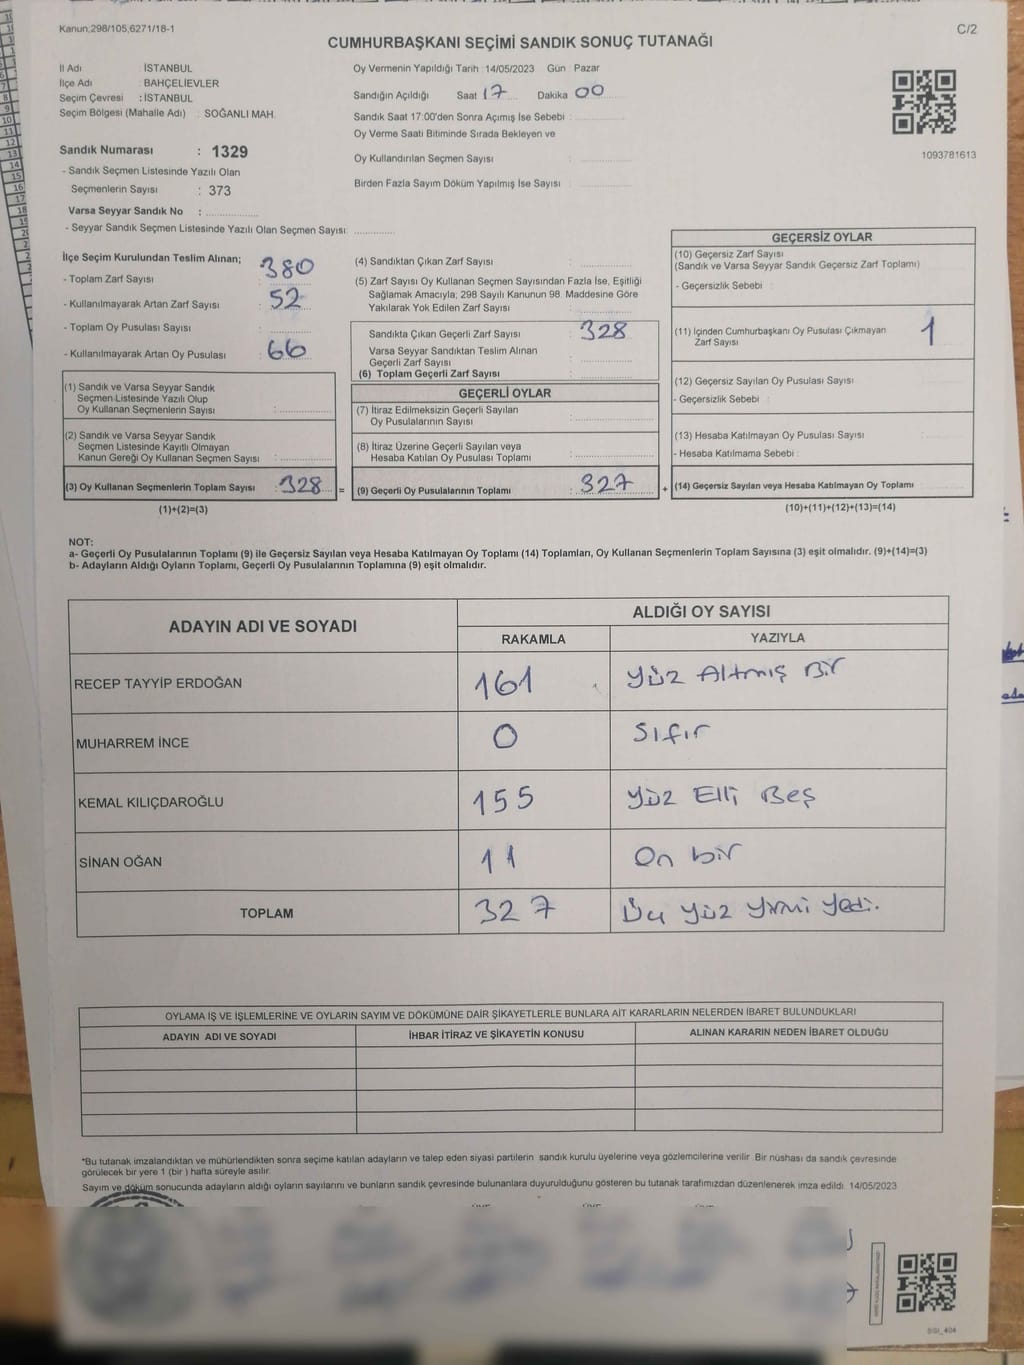 Kanun;298/105,6271/18-1
C/2
CUMHURBAŞKANI SEÇİMİ SANDIK SONUÇ TUTANAĞI
İl Adı : İSTANBUL
İlçe Adı : BAHÇELİEVLER
Seçim Çevresi : İSTANBUL
Seçim Bölgesi (Mahalle Adı) : SOĞANLI MAH.
Oy Vermenin Yapıldığı Tarih :14/05/2023 Gün : Pazar
Sandığın Açıldığı Saat 17 Dakika 00
Sandık Saat 17:00'den Sonra Açımış İse Sebebi :
Oy Verme Saati Bitiminde Sırada Bekleyen ve
Oy Kullandırılan Seçmen Sayısı :
Birden Fazla Sayım Döküm Yapılmış İse Sayısı :
1093781613
Sandık Numarası : 1329
- Sandık Seçmen Listesinde Yazılı Olan
Seçmenlerin Sayısı : 373
Varsa Seyyar Sandık No :
- Seyyar Sandık Seçmen Listesinde Yazılı Olan Seçmen Sayısı:
İlçe Seçim Kurulundan Teslim Alınan;
- Toplam Zarf Sayısı : 380
- Kullanılmayarak Artan Zarf Sayısı : 52
- Toplam Oy Pusulası Sayısı :
- Kullanılmayarak Artan Oy Pusulası : 66
(1) Sandık ve Varsa Seyyar Sandık
Seçmen Listesinde Yazılı Olup
Oy Kullanan Seçmenlerin Sayısı :
(2) Sandık ve Varsa Seyyar Sandık
Seçmen Listesinde Kayıtlı Olmayan
Kanun Gereği Oy Kullanan Seçmen Sayısı :
(3) Oy Kullanan Seçmenlerin Toplam Sayısı : 328 =
(1)+(2)=(3)
(4) Sandıktan Çıkan Zarf Sayısı :
(5) Zarf Sayısı Oy Kullanan Seçmen Sayısından Fazla İse, Eşitliği
Sağlamak Amacıyla; 298 Sayılı Kanunun 98. Maddesine Göre
Yakılarak Yok Edilen Zarf Sayısı :
Sandıkta Çıkan Geçerli Zarf Sayısı : 328
Varsa Seyyar Sandıktan Teslim Alınan
Geçerli Zarf Sayısı :
(6) Toplam Geçerli Zarf Sayısı :
GEÇERLİ OYLAR
(7) İtiraz Edilmeksizin Geçerli Sayılan
Oy Pusulalarının Sayısı :
(8) İtiraz Üzerine Geçerli Sayılan veya
Hesaba Katılan Oy Pusulası Toplamı :
(9) Geçerli Oy Pusulalarının Toplamı : 327 +
GEÇERSİZ OYLAR
(10) Geçersiz Zarf Sayısı
(Sandık ve Varsa Seyyar Sandık Geçersiz Zarf Toplamı) :
- Geçersizlik Sebebi :
(11) İçinden Cumhurbaşkanı Oy Pusulası Çıkmayan
Zarf Sayısı 1
(12) Geçersiz Sayılan Oy Pusulası Sayısı :
- Geçersizlik Sebebi :
(13) Hesaba Katılmayan Oy Pusulası Sayısı :
- Hesaba Katılmama Sebebi :
(14) Geçersiz Sayılan veya Hesaba Katılmayan Oy Toplamı :
(10)+(11)+(12)+(13)=(14)
NOT:
a- Geçerli Oy Pusulalarının Toplamı (9) ile Geçersiz Sayılan veya Hesaba Katılmayan Oy Toplamı (14) Toplamları, Oy Kullanan Seçmenlerin Toplam Sayısına (3) eşit olmalıdır. (9)+(14)=(3)
b- Adayların Aldığı Oyların Toplamı, Geçerli Oy Pusulalarının Toplamına (9) eşit olmalıdır.
ADAYIN ADI VE SOYADI
ALDIĞI OY SAYISI
RAKAMLA YAZIYLA
RECEP TAYYİP ERDOĞAN 161 Yüz Altmış Bir
MUHARREM İNCE 0 Sıfır
KEMAL KILIÇDAROĞLU 155 Yüz Elli Beş
SİNAN OĞAN 11 On bir
TOPLAM 327 Üç yüz yirmi yedi.
OYLAMA İŞ VE İŞLEMLERİNE VE OYLARIN SAYIM VE DÖKÜMÜNE DAİR ŞİKAYETLERLE BUNLARA AİT KARARLARIN NELERDEN İBARET BULUNDUKLARI
ADAYIN ADI VE SOYADI İHBAR İTİRAZ VE ŞİKAYETİN KONUSU ALINAN KARARIN NEDEN İBARET OLDUĞU
*Bu tutanak imzalandıktan ve mühürlendikten sonra seçime katılan adayların ve talep eden siyasi partilerin sandık kurulu üyelerine veya gözlemcilerine verilir. Bir nüshası da sandık çevresinde
görülecek bir yere 1 (bir ) hafta süreyle asılır.
Sayım ve döküm sonucunda adayların aldığı oyların sayılarını ve bunların sandık çevresinde bulunanlara duyurulduğunu gösteren bu tutanak tarafımızdan düzenlenerek imza edildi. 14/05/2023